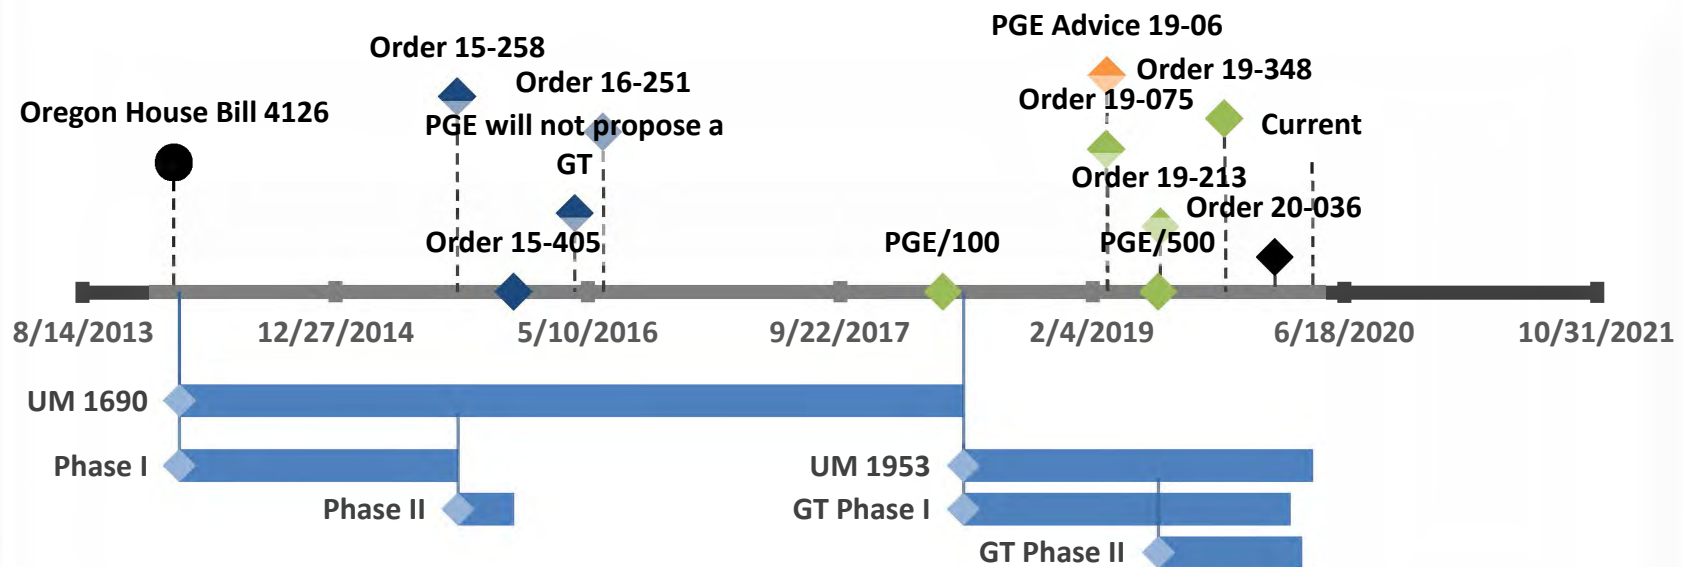 PGE Advice 19-06
Order 15-258
Order 19-348
Order 16-251
Order 19-075
Oregon House Bill 4126
PGE will not propose a
GT
Current
Order 19-213
Order 20-036
Order 15-405
PGE/100
PGE/500
8/14/2013
12/27/2014
5/10/2016
9/22/2017
2/4/2019
6/18/2020
10/31/2021
UM 1690
Phase I
UM 1953
Phase II
GT Phase I
GT Phase II